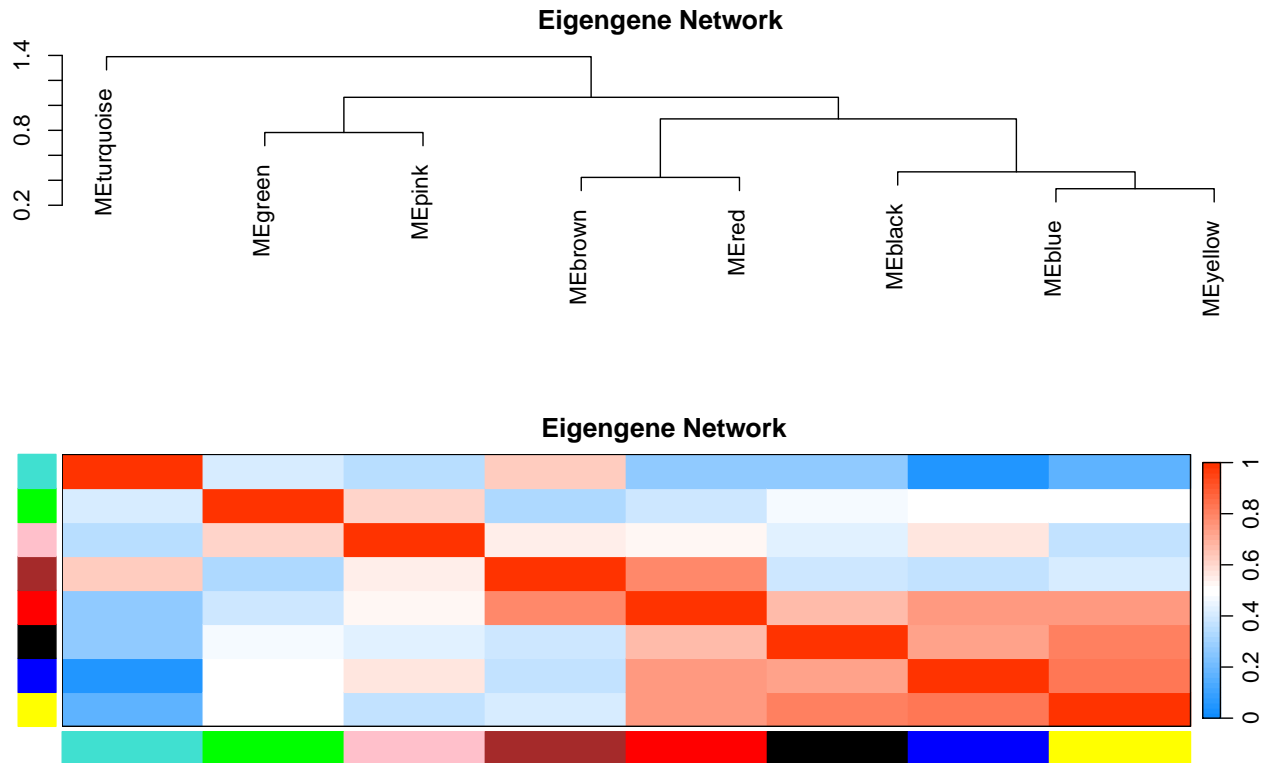 Eigengene Network
1.4
0.8
0.2
MEturquoise
MEgreen
MEpink
MEbrown
MEred
MEblack
MEblue
MEyellow
Eigengene Network
1
0.8
0.6
0.4
0.2
0